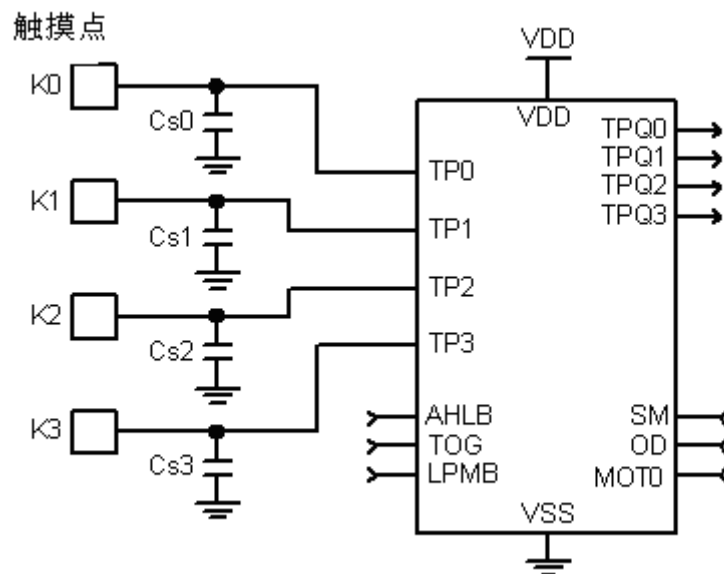 触摸点
K0
Cs0
K1
Cs1
K2
Cs2
K3
Cs3
VDD
VDD
TP0
TP1
TP2
TP3
AHLB
TOG
LPMB
TPQ0
TPQ1
TPQ2
TPQ3
SM
OD
MOT0
VSS